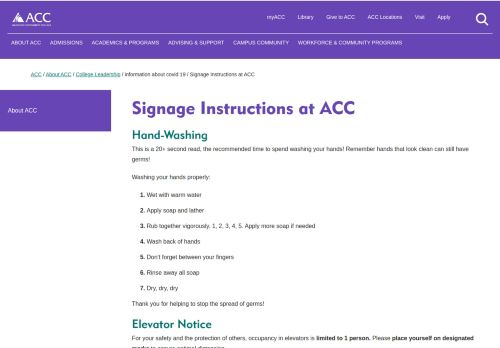 myACC Library Give to ACC ACC Locations Visit Apply
ACC
ABOUT ACC ADMISSIONS ACADEMICS & PROGRAMS ADVISING & SUPPORT CAMPUS COMMUNITY WORKFORCE & COMMUNITY PROGRAMS
ACC / About ACC / College Leadership / information about covid 19 / Signage Instructions at ACC
About ACC
Signage Instructions at ACC
Hand-Washing
This is a 20+ second read, the recommended time to spend washing your hands! Remember hands that look clean can still have
germs!
Washing your hands properly:
1. Wet with warm water
2. Apply soap and lather
3. Rub together vigorously, 1, 2, 3, 4, 5. Apply more soap if needed
4. Wash back of hands
5. Don't forget between your fingers
6. Rinse away all soap
7. Dry, dry, dry
Thank you for helping to stop the spread of germs!
Elevator Notice
For your safety and the protection of others, occupancy in elevators is limited to 1 person. Please place yourself on designated